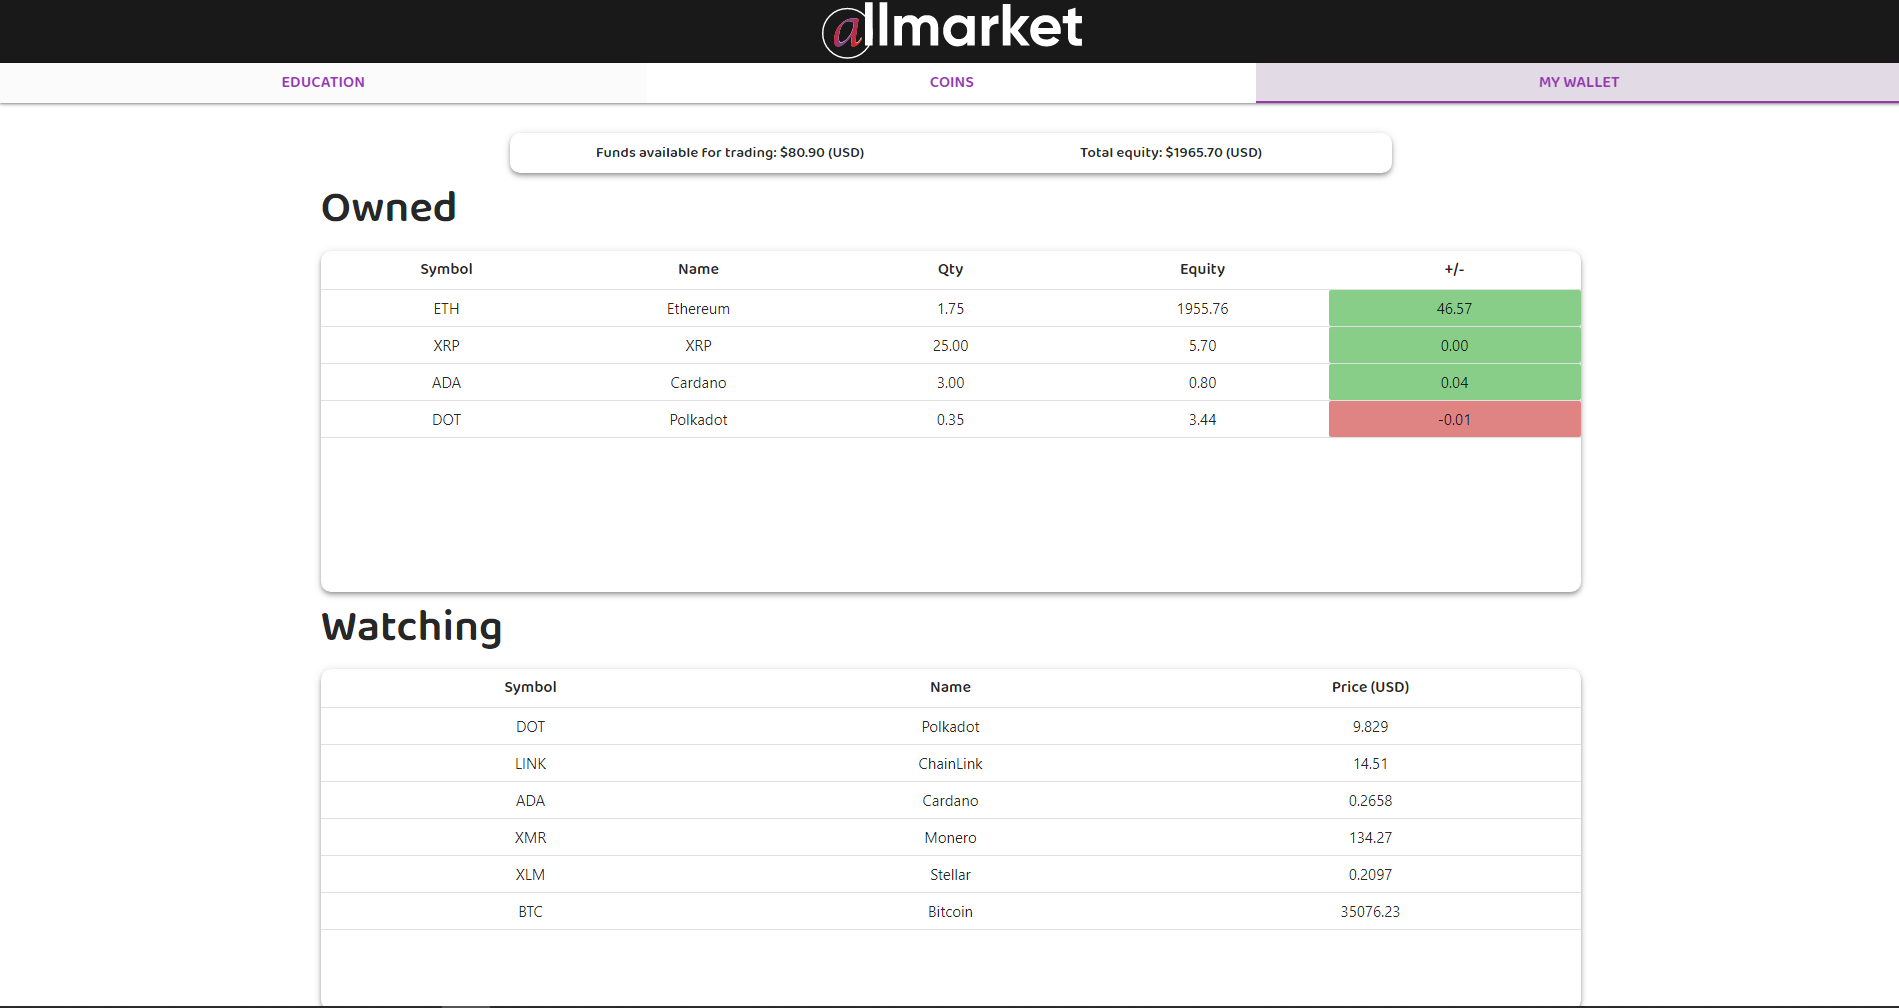 allmarket
EDUCATION COINS MY WALLET
Funds available for trading: $80.90 (USD) Total equity: $1965.70 (USD)
Owned
Symbol Name Qty Equity +/-
ETH Ethereum 1.75 1955.76 46.57
XRP XRP 25.00 5.70 0.00
ADA Cardano 3.00 0.80 0.04
DOT Polkadot 0.35 3.44 -0.01
Watching
Symbol Name Price (USD)
DOT Polkadot 9.829
LINK ChainLink 14.51
ADA Cardano 0.2658
XMR Monero 134.27
XLM Stellar 0.2097
BTC Bitcoin 35076.23